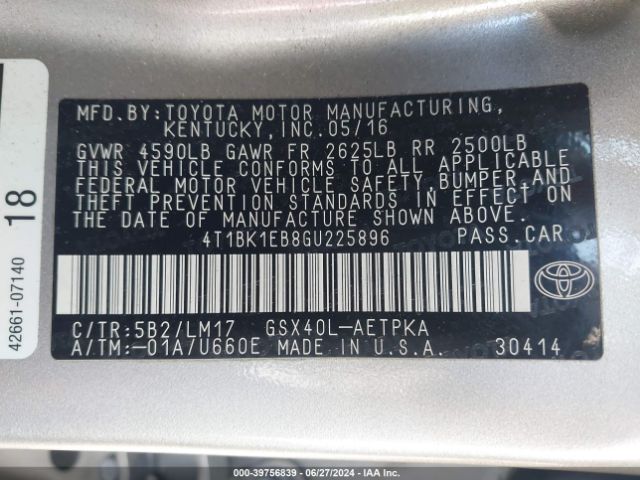 MFD.BY:TOYOTA MOTOR MANUFACTURING,
KENTUCKY,INC.05/16
GVWR 4590LB GAWR FR 2625LB RR 2500LB
THIS VEHICLE CONFORMS TO ALL APPLICABLE
FEDERAL MOTOR VEHICLE SAFETY,BUMPER,AND
THEFT PREVENTION STANDARDS IN EFFECT ON
THE DATE OF MANUFACTURE SHOWN ABOVE.
4T1BK1EB8GU225896 PASS.CAR
C/TR:5B2/LM17 GSX40L-AETPKA
A/TM:-01A/U660E MADE IN U.S.A. 30414
42661-07140 18
000-39756839 | 06/27/2024 | IAA Inc.